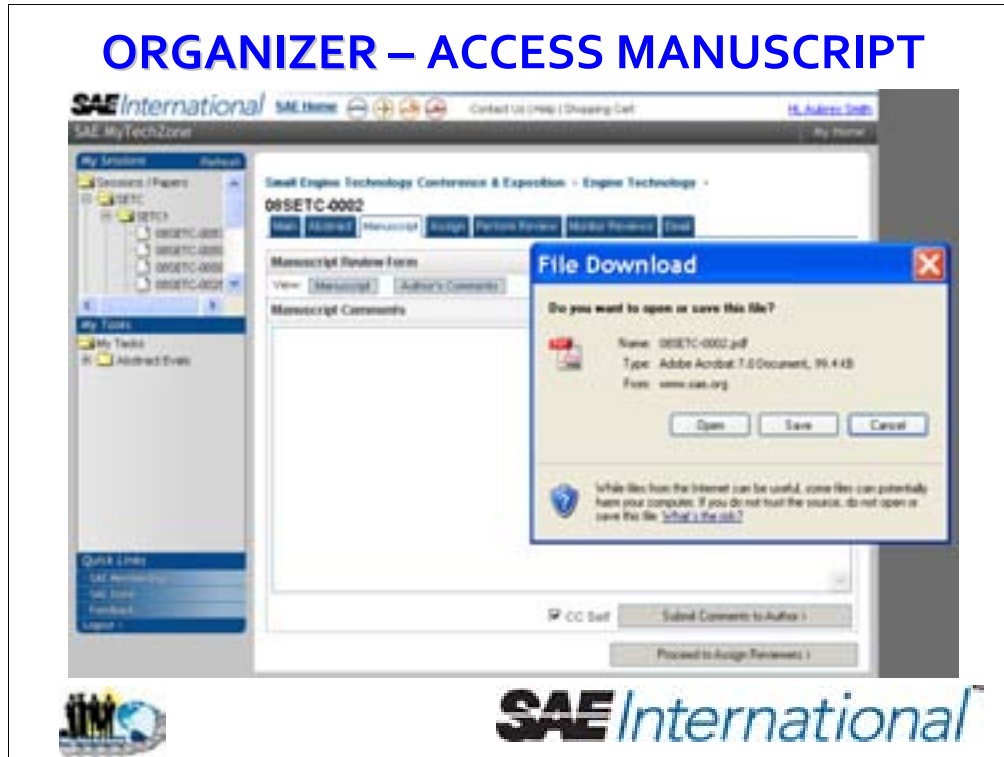 ORGANIZER – ACCESS MANUSCRIPT
SAE International SAE Home Contact Us | Help | Shopping Cart Hi, Aubrey Smith
SAE MyTechZone My Home
My Sessions Refresh
Sessions / Papers
SETC
SETC1
Small Engine Technology Conference & Exposition > Engine Technology >
08SETC-0002
Main Abstract Manuscript Assign Perform Review Monitor Reviews Email
Manuscript Review Form
View: Manuscript Author's Comments
Manuscript Comments
My Tasks
My Tasks
Abstract Evals
File Download
Do you want to open or save this file?
Name: 08SETC-0002.pdf
Type: Adobe Acrobat 7.0 Document, 99.4 KB
From: www.sae.org
Open Save Cancel
While files from the Internet can be useful, some files can potentially
harm your computer. If you do not trust the source, do not open or
save this file. What's the risk?
Quick Links
SAE Membership
SAE Store
Feedback
Logout
CC Self Submit Comments to Author >
Proceed to Assign Reviewers >
SAE International